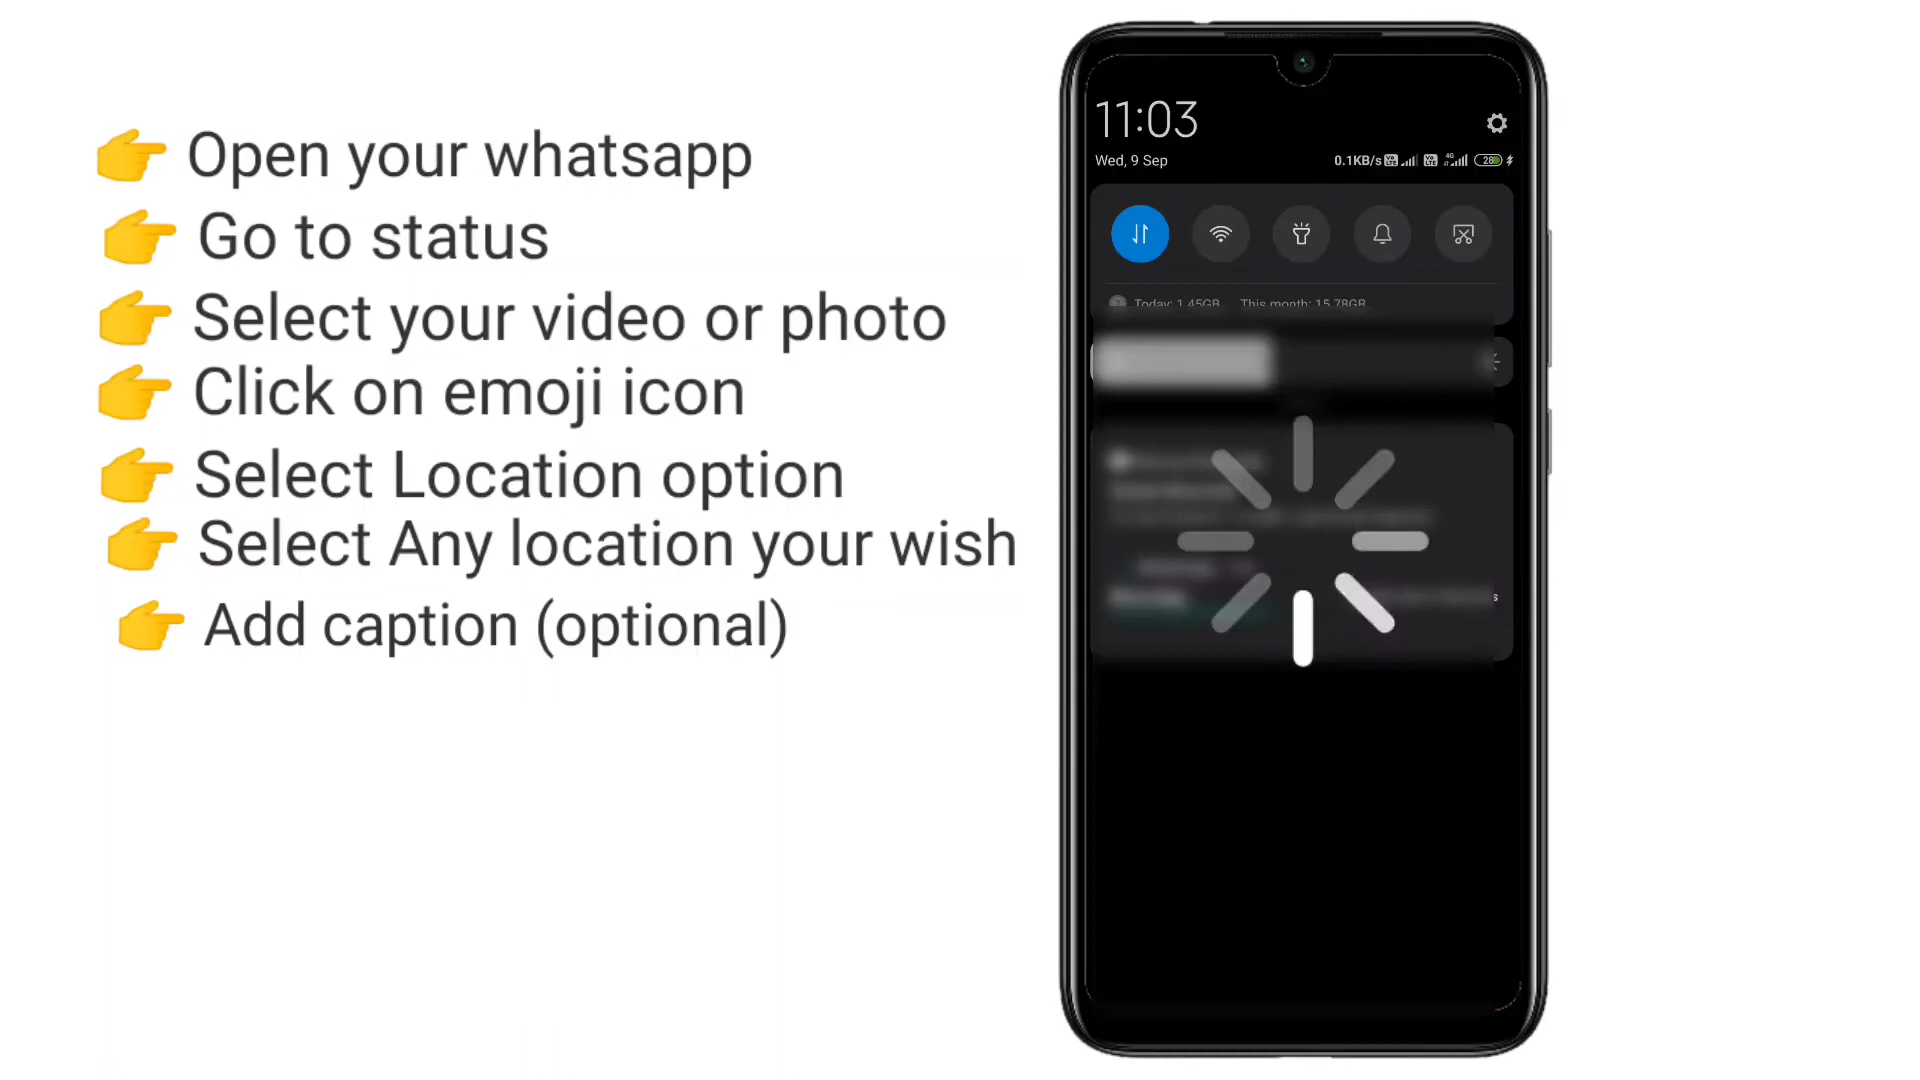 👉 Open your whatsapp
👉 Go to status
👉 Select your video or photo
👉 Click on emoji icon
👉 Select Location option
👉 Select Any location your wish
👉 Add caption (optional)
11:03
Wed, 9 Sep 0.1KB/s 4G 28
Today: 1.45GB This month: 15.78GB